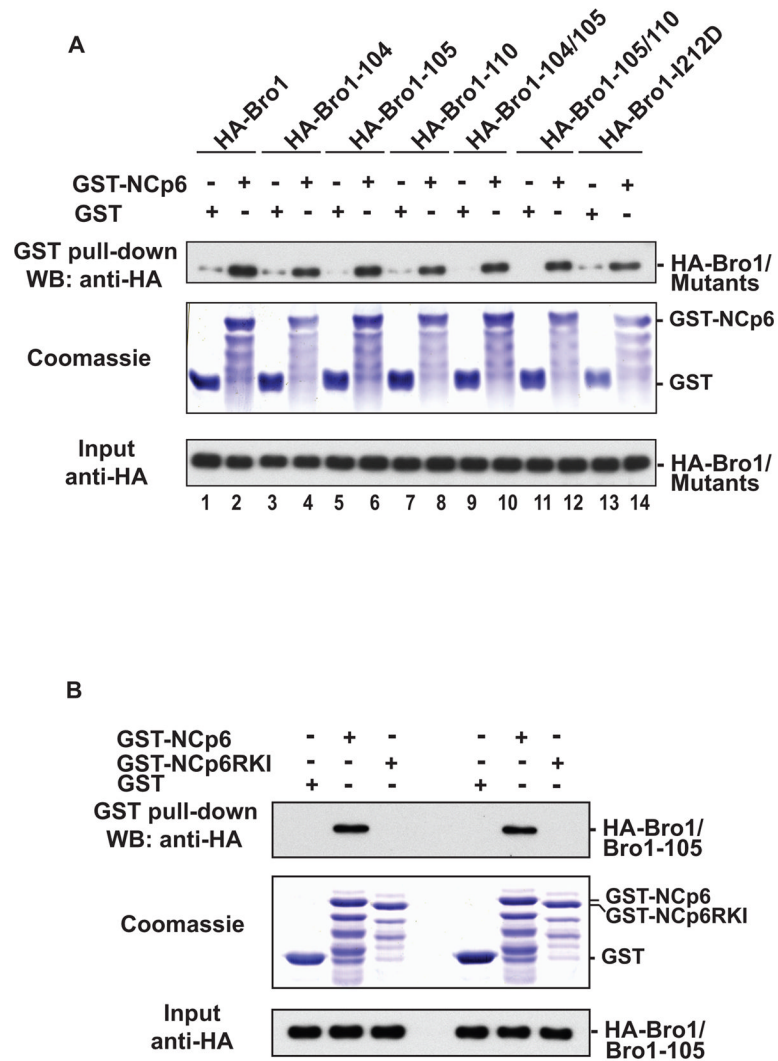 A
HA-Bro1
HA-Bro1-104
HA-Bro1-105
HA-Bro1-110
HA-Bro1-104/105
HA-Bro1-105/110
HA-Bro1-I212D
GST-NCp6 - + - + - + - + - + - + - +
GST + - + - + - + - + - + - + -
GST pull-down
WB: anti-HA
- HA-Bro1/
Mutants
Coomassie
- GST-NCp6
- GST
Input
anti-HA
- HA-Bro1/
Mutants
1 2 3 4 5 6 7 8 9 10 11 12 13 14
B
GST-NCp6 - + - - + -
GST-NCp6RKI - - + - - +
GST + - - + - -
GST pull-down
WB: anti-HA
- HA-Bro1/
Bro1-105
Coomassie
GST-NCp6
GST-NCp6RKI
- GST
Input
anti-HA
- HA-Bro1/
Bro1-105